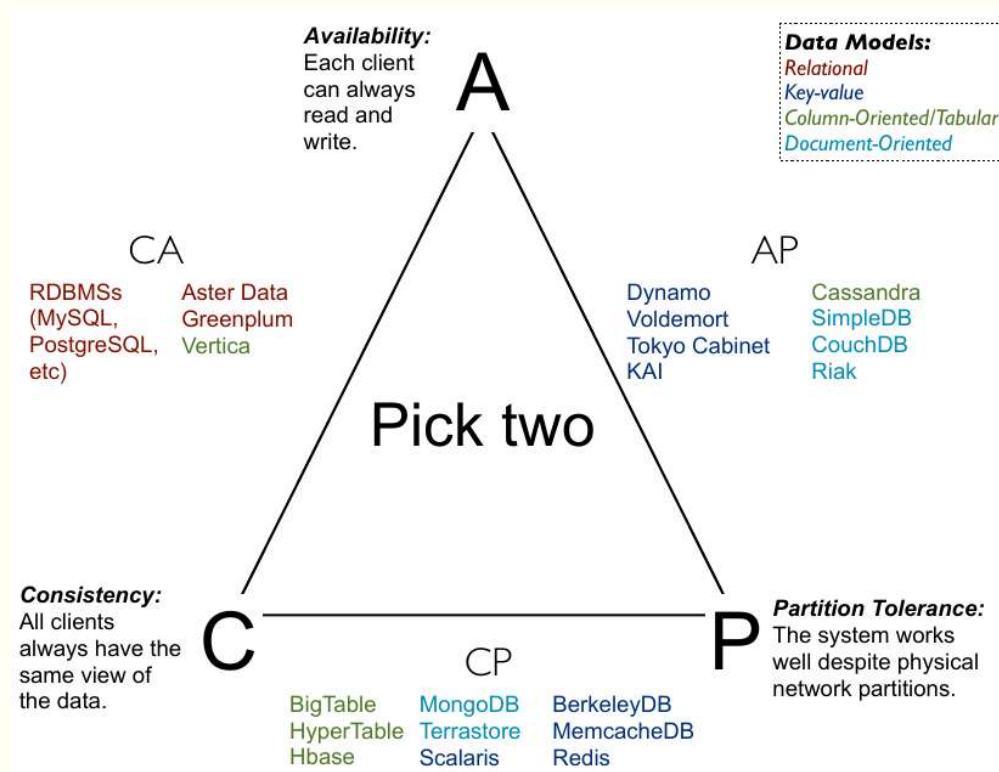 Availability:
Each client
can always
read and
write.
A
Data Models:
Relational
Key-value
Column-Oriented/Tabular
Document-Oriented
CA
RDBMSs
(MySQL,
PostgreSQL,
etc)
Aster Data
Greenplum
Vertica
AP
Dynamo
Voldemort
Tokyo Cabinet
KAI
Cassandra
SimpleDB
CouchDB
Riak
Pick two
Consistency:
All clients
always have the
same view of
the data.
C
P
Partition Tolerance:
The system works
well despite physical
network partitions.
CP
BigTable
HyperTable
Hbase
MongoDB
Terrastore
Scalaris
BerkeleyDB
MemcacheDB
Redis